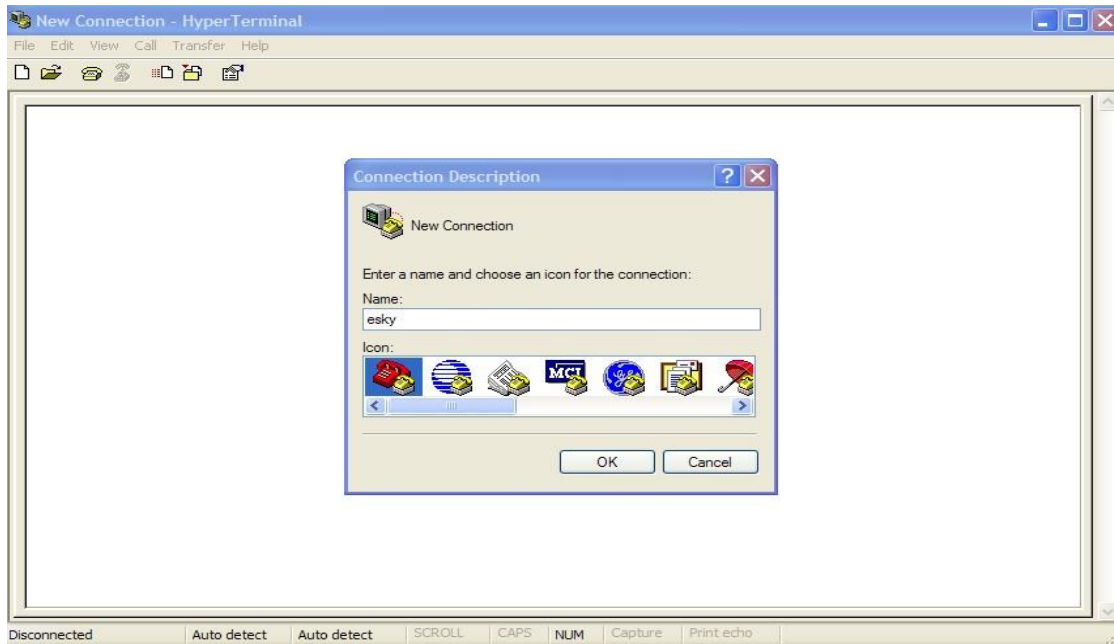 New Connection - HyperTerminal
File Edit View Call Transfer Help
Connection Description
New Connection
Enter a name and choose an icon for the connection:
Name:
esky
Icon:
MCI
OK Cancel
Disconnected Auto detect Auto detect SCROLL CAPS NUM Capture Print echo